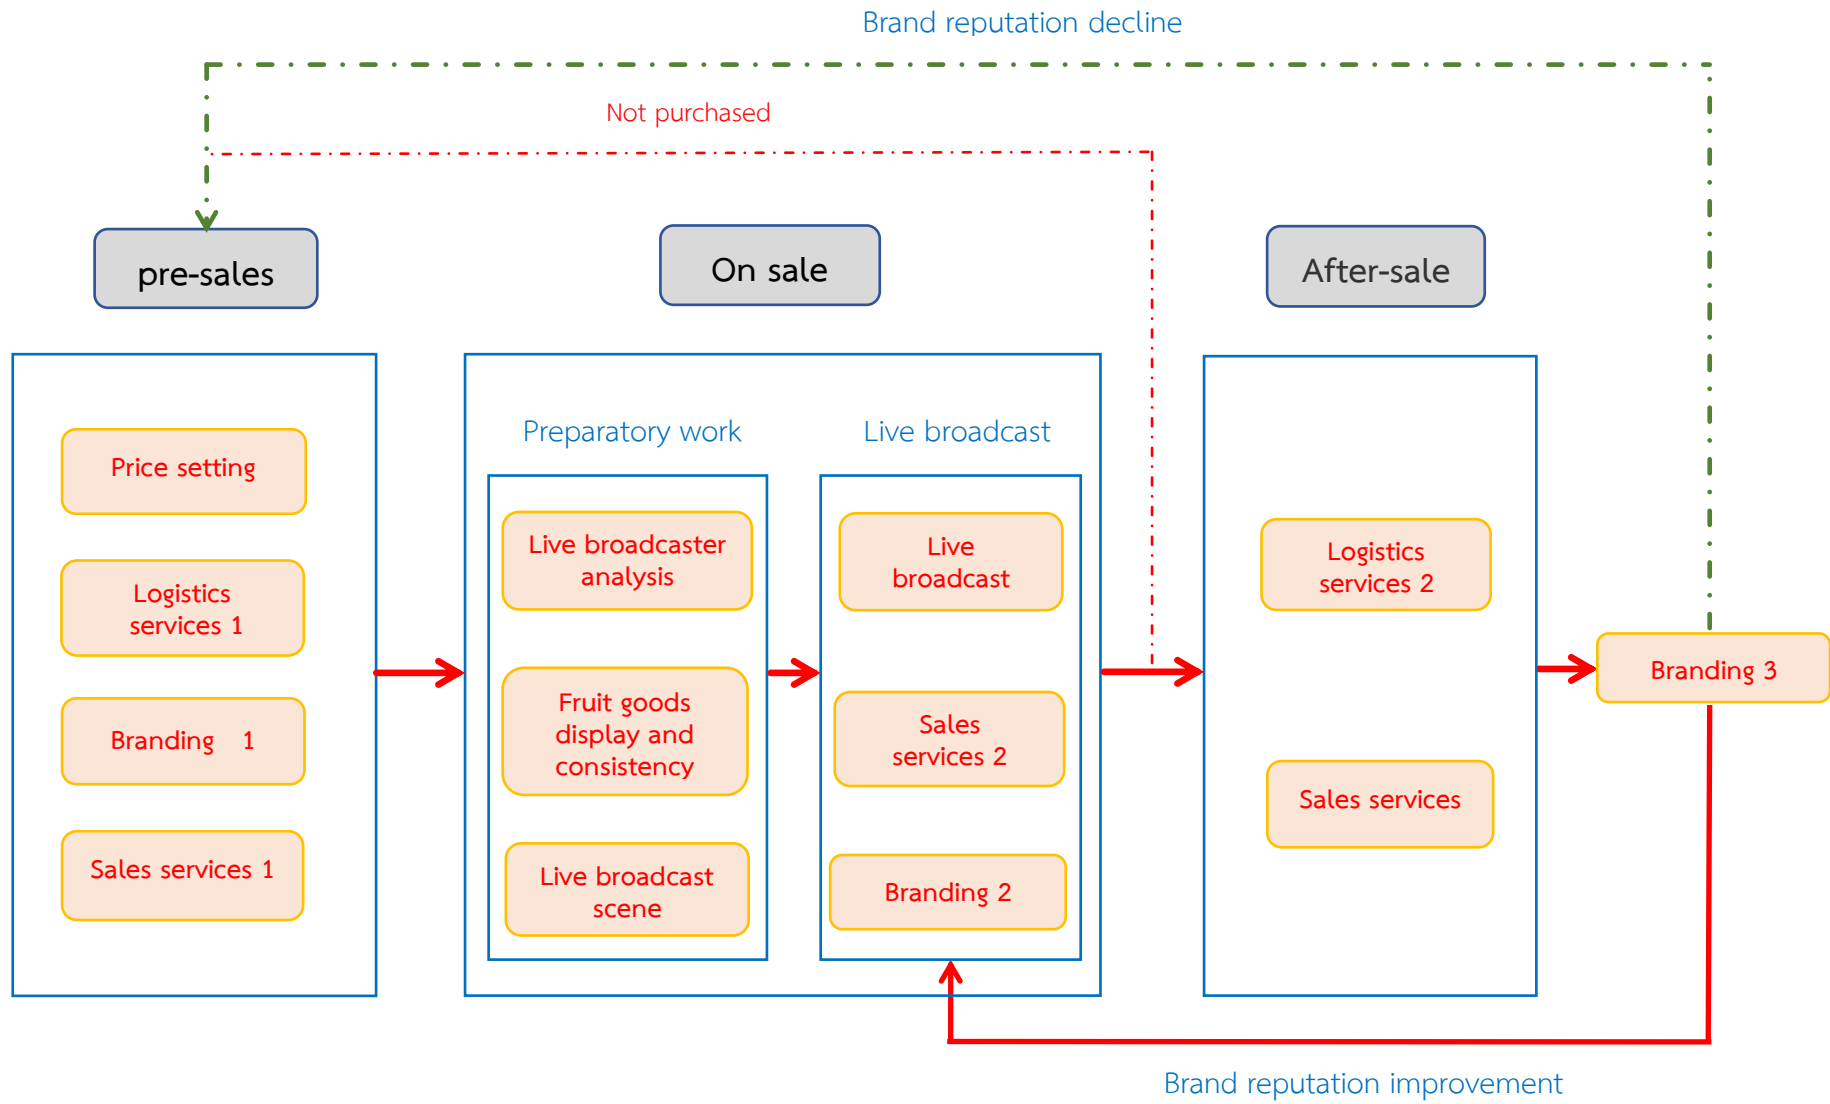 Brand reputation decline
Not purchased
pre-sales
On sale
After-sale
Price setting
Logistics
services 1
Branding 1
Sales services 1
Preparatory work
Live broadcaster
analysis
Fruit goods
display and
consistency
Live broadcast
scene
Live broadcast
Live
broadcast
Sales
services 2
Branding 2
Logistics
services 2
Sales services
Branding 3
Brand reputation improvement